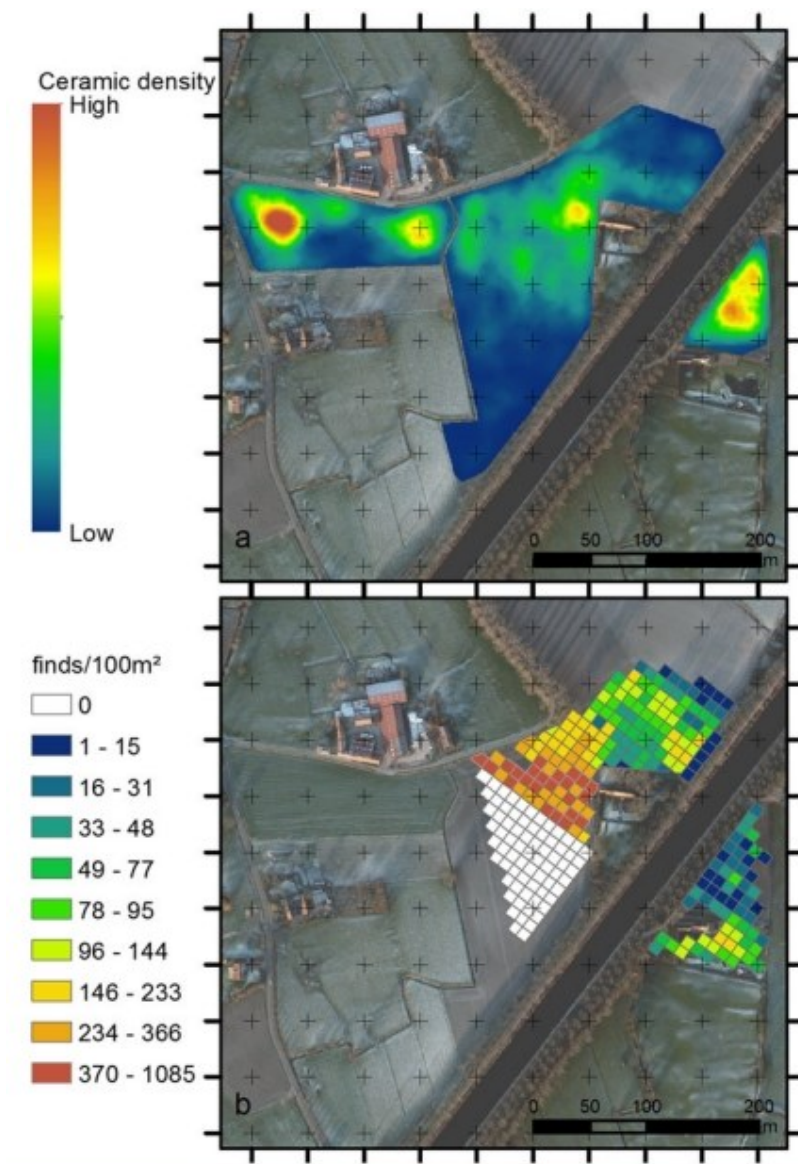 Ceramic density
High
Low
a
0 50 100 200
m
finds/100m²
0
1 - 15
16 - 31
33 - 48
49 - 77
78 - 95
96 - 144
146 - 233
234 - 366
370 - 1085
b
0 50 100 200
m